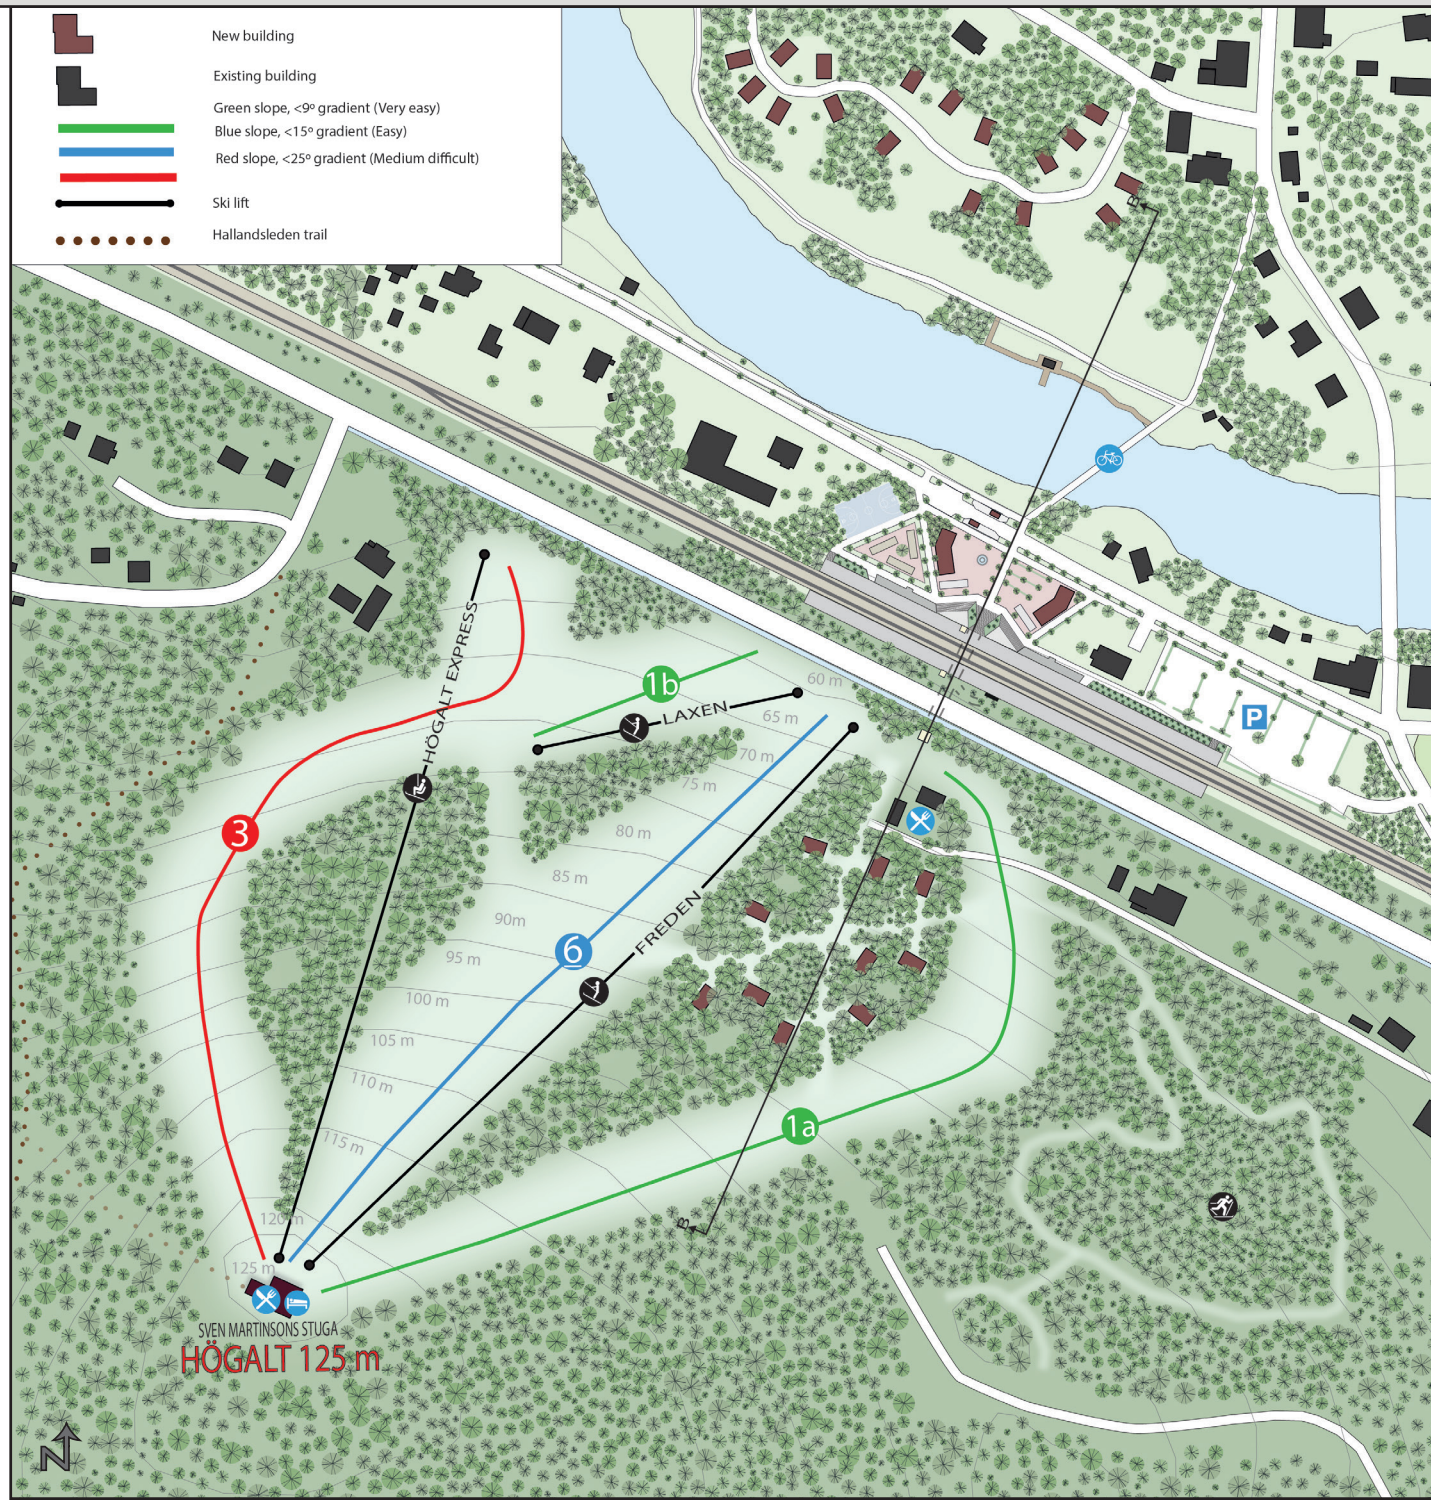 New building
Existing building
Green slope, <9º gradient (Very easy)
Blue slope, <15º gradient (Easy)
Red slope, <25º gradient (Medium difficult)
Ski lift
Hallandsleden trail
B
P
HÖGALT EXPRESS
1b
LAXEN
60 m
65 m
70 m
75 m
80 m
85 m
90m
95 m
100 m
105 m
110 m
115 m
120 m
125 m
3
6
FREDEN
1a
B
SVEN MARTINSONS STUGA
HÖGALT 125 m
N